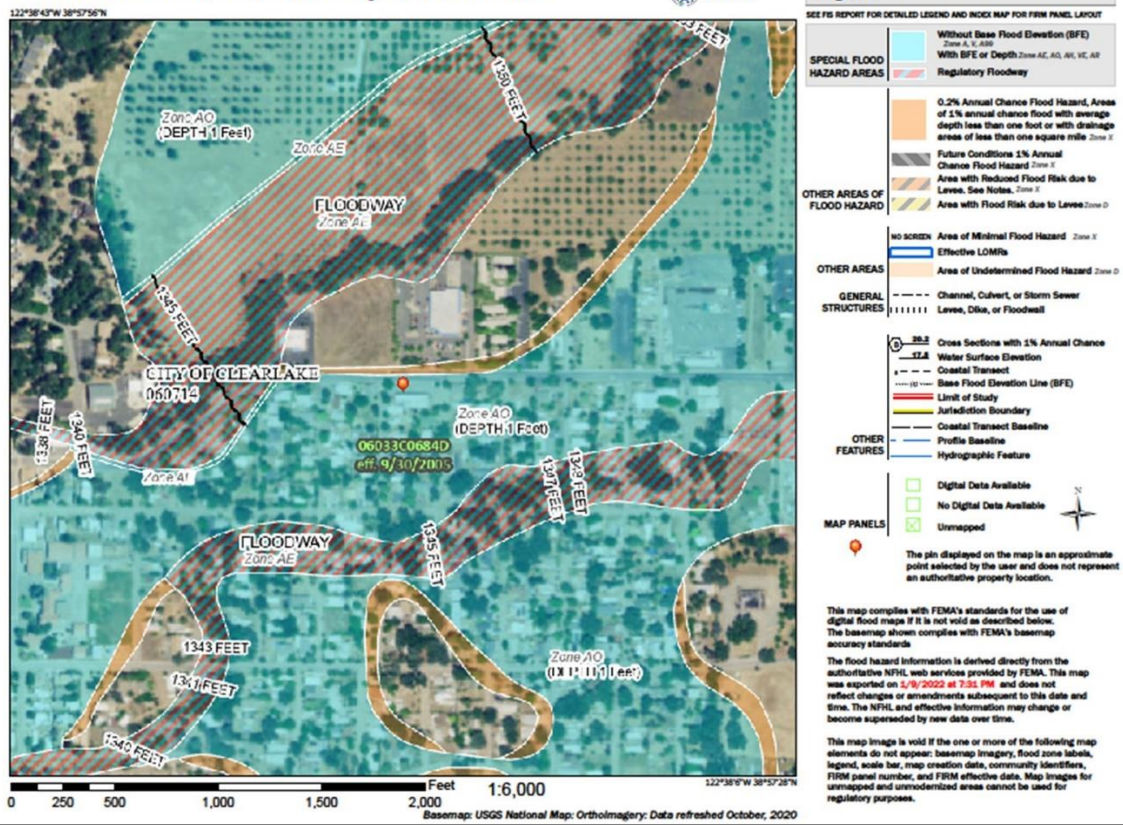 122°38'43"W 38°57'56"N
SEE FIS REPORT FOR DETAILED LEGEND AND INDEX MAP FOR FIRM PANEL LAYOUT
3 FEET
1350 FEET
Zone AO
(DEPTH 1 Feet)
Zone AE
FLOODWAY
Zone AE
1345 FEET
CITY OF CLEARLAKE
060714
1338 FEET
1340 FEET
Zone AE
Zone AO
(DEPTH 1 Feet)
06033C0684D
eff. 9/30/2005
1348 FEET
1347 FEET
1345 FEET
FLOODWAY
Zone AE
1343 FEET
1341 FEET
1340 FEET
Zone AO
(DEPTH 1 Feet)
SPECIAL FLOOD
HAZARD AREAS
Without Base Flood Elevation (BFE)
Zone A, V, A99
With BFE or Depth Zone AE, AO, AH, VE, AR
Regulatory Floodway
0.2% Annual Chance Flood Hazard, Areas
of 1% annual chance flood with average
depth less than one foot or with drainage
areas of less than one square mile Zone X
Future Conditions 1% Annual
Chance Flood Hazard Zone X
Area with Reduced Flood Risk due to
Levee. See Notes. Zone X
Area with Flood Risk due to Levee Zone D
OTHER AREAS OF
FLOOD HAZARD
NO SCREEN Area of Minimal Flood Hazard Zone X
Effective LOMRs
Area of Undetermined Flood Hazard Zone D
OTHER AREAS
GENERAL
STRUCTURES
Channel, Culvert, or Storm Sewer
Levee, Dike, or Floodwall
B 20.2 Cross Sections with 1% Annual Chance
17.5 Water Surface Elevation
8 Coastal Transect
Base Flood Elevation Line (BFE)
Limit of Study
Jurisdiction Boundary
Coastal Transect Baseline
Profile Baseline
Hydrographic Feature
OTHER
FEATURES
Digital Data Available
No Digital Data Available
Unmapped
MAP PANELS
N
The pin displayed on the map is an approximate
point selected by the user and does not represent
an authoritative property location.
This map complies with FEMA's standards for the use of
digital flood maps if it is not void as described below.
The basemap shown complies with FEMA's basemap
accuracy standards
The flood hazard information is derived directly from the
authoritative NFHL web services provided by FEMA. This map
was exported on 1/9/2022 at 7:31 PM and does not
reflect changes or amendments subsequent to this date and
time. The NFHL and effective information may change or
become superseded by new data over time.
This map image is void if the one or more of the following map
elements do not appear: basemap imagery, flood zone labels,
legend, scale bar, map creation date, community identifiers,
FIRM panel number, and FIRM effective date. Map images for
unmapped and unmodernized areas cannot be used for
regulatory purposes.
122°38'6"W 38°57'28"N
0 250 500 1,000 1,500 2,000 Feet 1:6,000
Basemap: USGS National Map: Orthoimagery: Data refreshed October, 2020